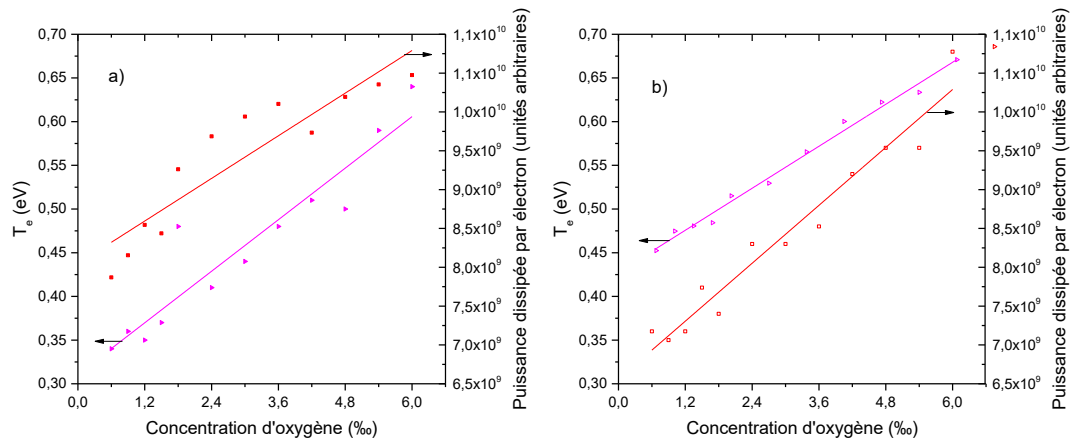 a)
0,70
0,65
0,60
0,55
0,50
0,45
0,40
0,35
0,30
T_e (eV)
0,0 1,2 2,4 3,6 4,8 6,0
Concentration d'oxygène (‰)
1,1x10^10
1,1x10^10
1,0x10^10
9,5x10^9
9,0x10^9
8,5x10^9
8,0x10^9
7,5x10^9
7,0x10^9
6,5x10^9
Puissance dissipée par électron (unités arbitraires)
b)
0,70
0,65
0,60
0,55
0,50
0,45
0,40
0,35
0,30
T_e (eV)
0,0 1,2 2,4 3,6 4,8 6,0
Concentration d'oxygène (‰)
1,1x10^10
1,1x10^10
1,0x10^10
9,5x10^9
9,0x10^9
8,5x10^9
8,0x10^9
7,5x10^9
7,0x10^9
6,5x10^9
Puissance dissipée par électron (unités arbitraires)